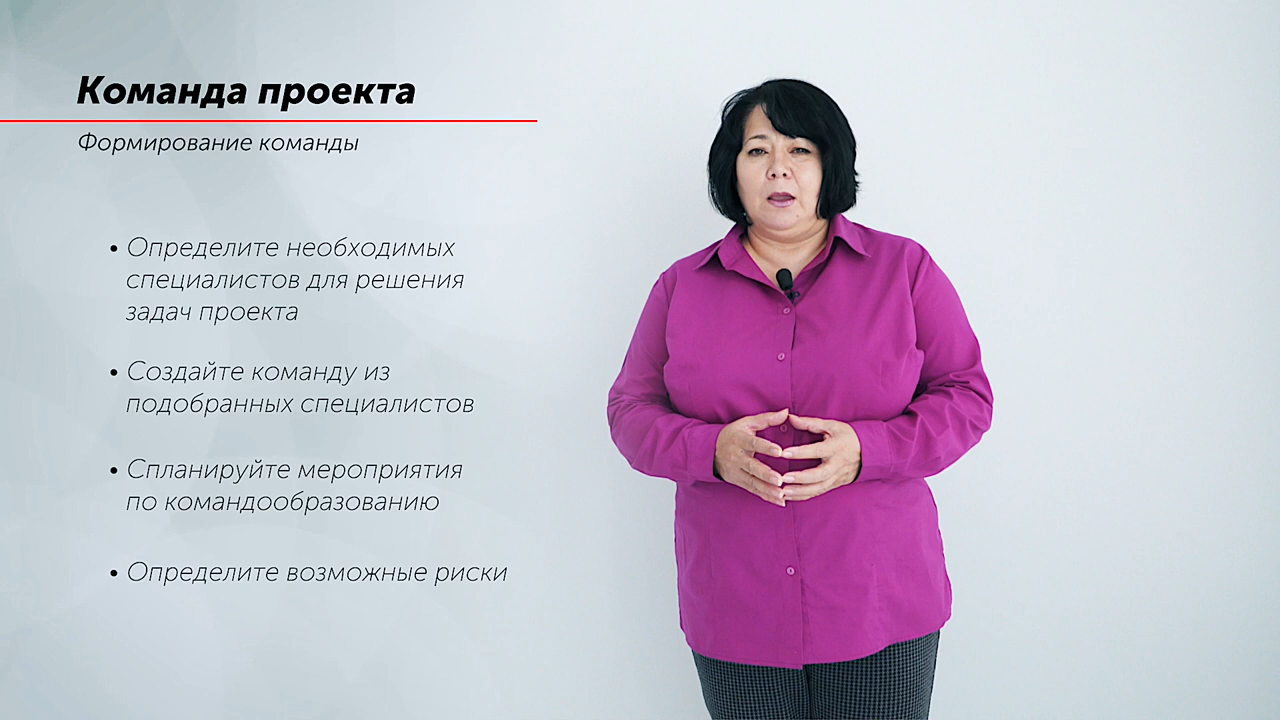 Команда проекта
Формирование команды
• Определите необходимых
специалистов для решения
задач проекта
• Создайте команду из
подобранных специалистов
• Спланируйте мероприятия
по командообразованию
• Определите возможные риски